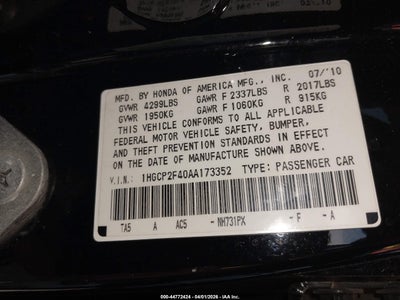 MFD. BY HONDA OF AMERICA MFG., INC. 07/'10
GVWR 4299LBS GAWR F 2337LBS R 2017LBS
GVWR 1950KG GAWR F 1060KG R 915KG
THIS VEHICLE CONFORMS TO ALL APPLICABLE
FEDERAL MOTOR VEHICLE SAFETY, BUMPER,
AND THEFT PREVENTION STANDARDS IN EFFECT
ON THE DATE OF MANUFACTURE SHOWN ABOVE.
V.I.N.: 1HGCP2F40AA173352 TYPE: PASSENGER CAR
TA5 A AC5 - NH731PX - F - A
000-44772424 - 04/01/2026 - IAA Inc.